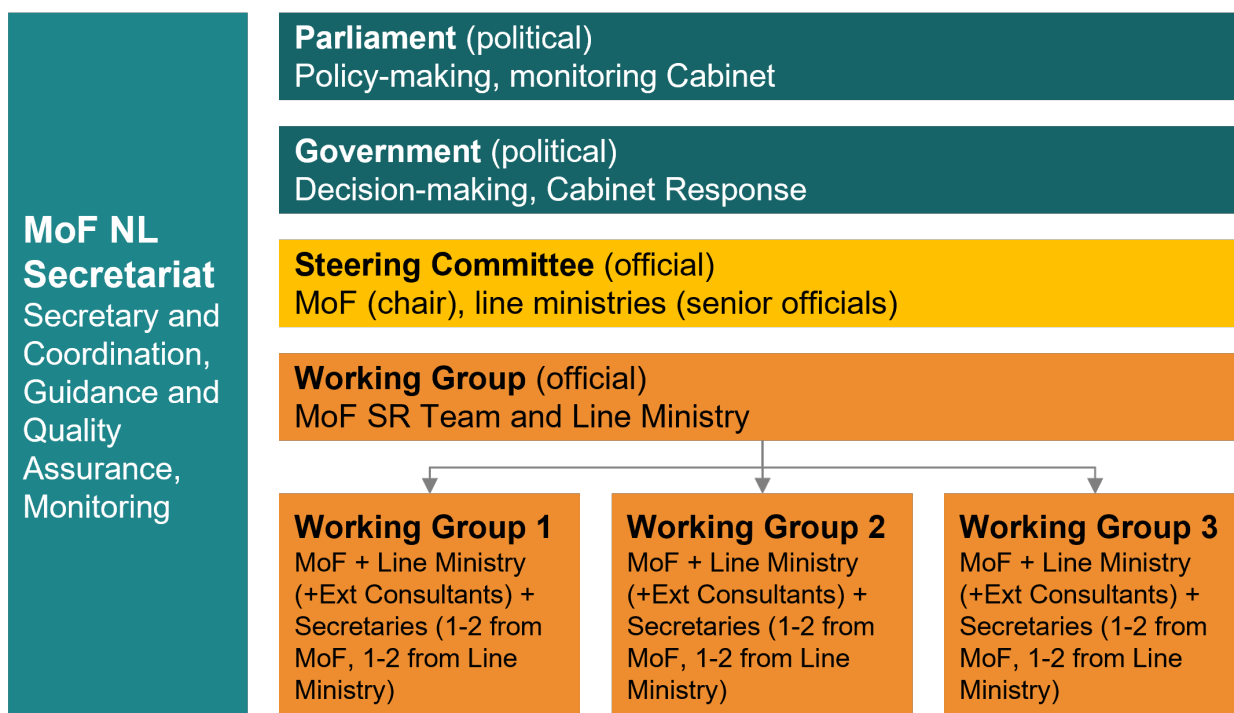 MoF NL
Secretariat
Secretary and
Coordination,
Guidance and
Quality
Assurance,
Monitoring
Parliament (political)
Policy-making, monitoring Cabinet
Government (political)
Decision-making, Cabinet Response
Steering Committee (official)
MoF (chair), line ministries (senior officials)
Working Group (official)
MoF SR Team and Line Ministry
Working Group 1
MoF + Line Ministry
(+Ext Consultants) +
Secretaries (1-2 from
MoF, 1-2 from Line
Ministry)
Working Group 2
MoF + Line Ministry
(+Ext Consultants) +
Secretaries (1-2 from
MoF, 1-2 from Line
Ministry)
Working Group 3
MoF + Line Ministry
(+Ext Consultants) +
Secretaries (1-2 from
MoF, 1-2 from Line
Ministry)